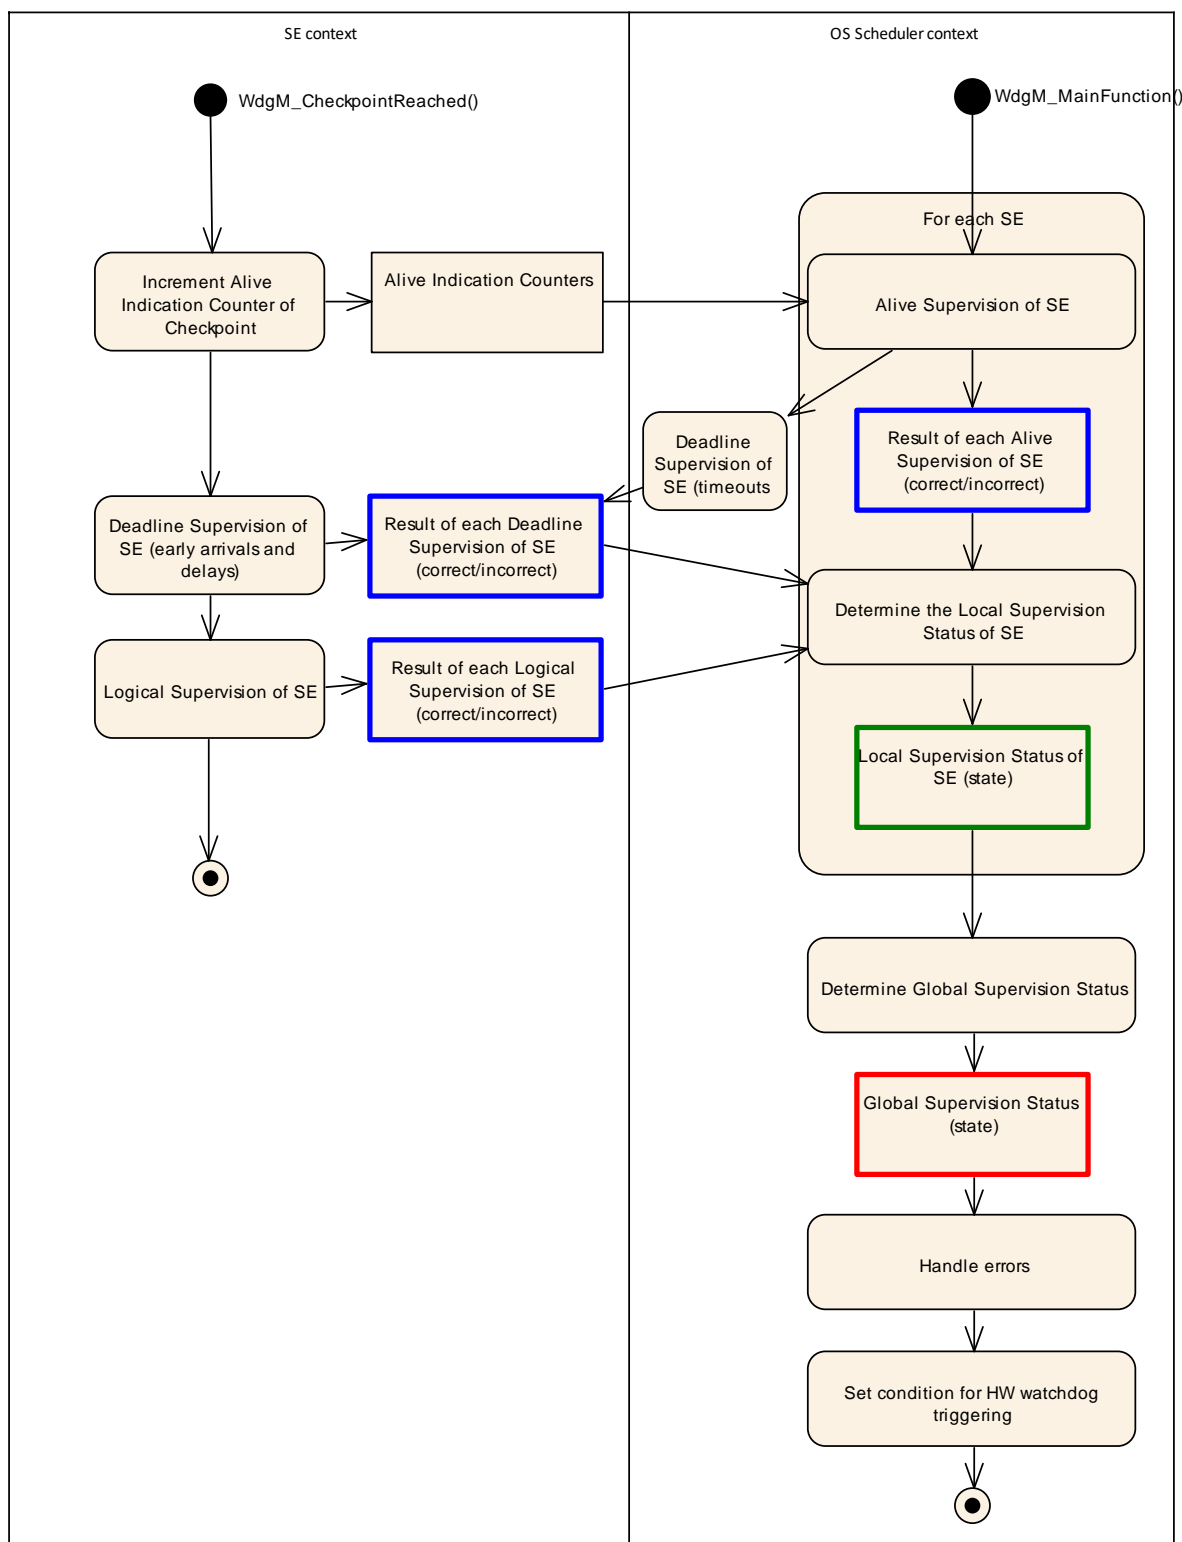 SE context
OS Scheduler context
WdgM_CheckpointReached()
WdgM_MainFunction()
For each SE
Increment Alive
Indication Counter of
Checkpoint
Alive Indication Counters
Alive Supervision of SE
Deadline
Supervision of
SE (timeouts
Result of each Alive
Supervision of SE
(correct/incorrect)
Deadline Supervision of
SE (early arrivals and
delays)
Result of each Deadline
Supervision of SE
(correct/incorrect)
Determine the Local Supervision
Status of SE
Logical Supervision of SE
Result of each Logical
Supervision of SE
(correct/incorrect)
Local Supervision Status of
SE (state)
Determine Global Supervision Status
Global Supervision Status
(state)
Handle errors
Set condition for HW watchdog
triggering